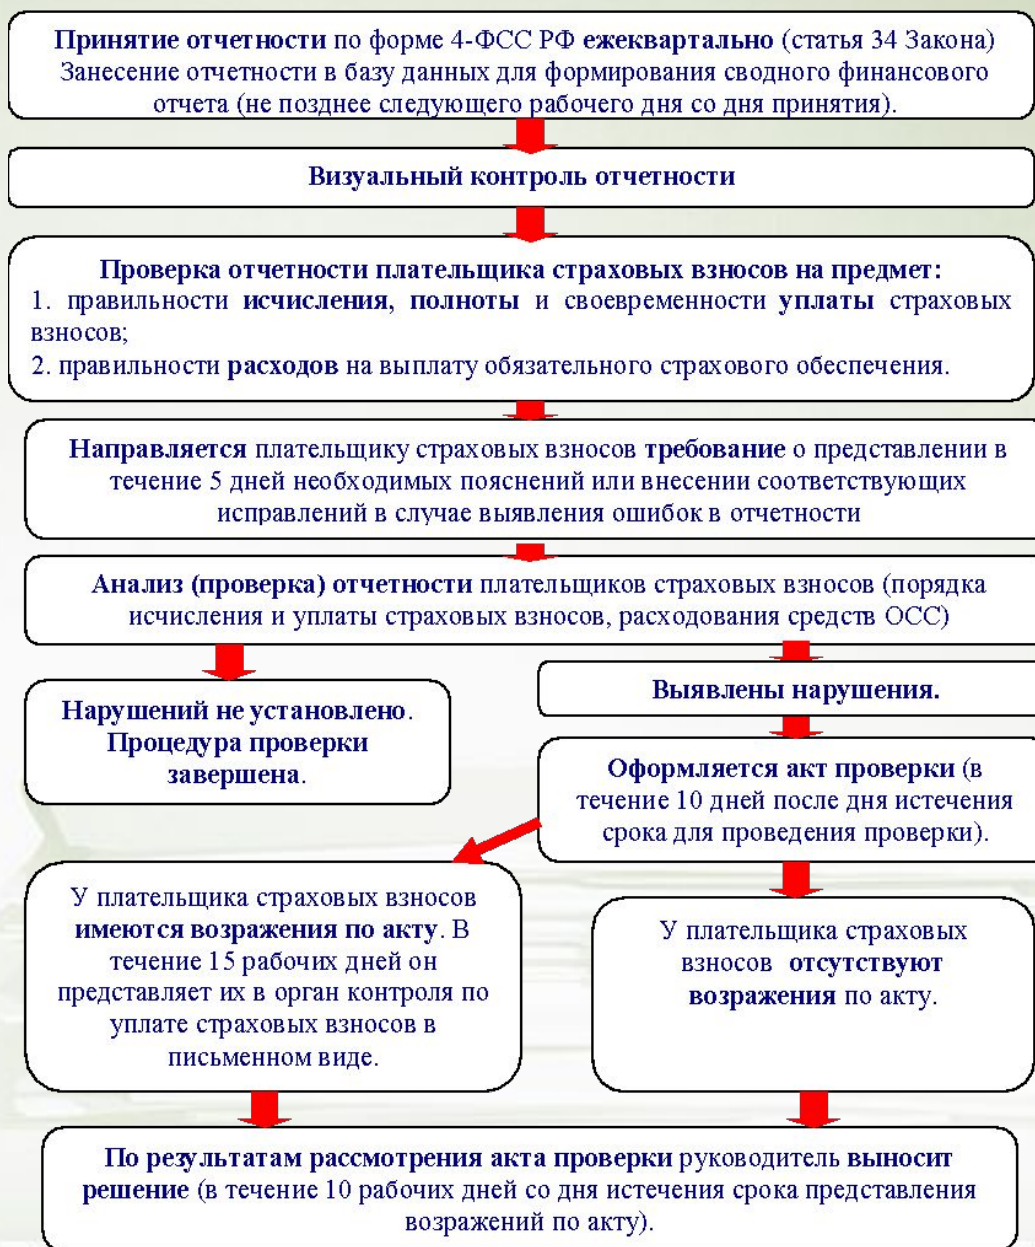 Принятие отчетности по форме 4-ФСС РФ ежеквартально (статья 34 Закона)
Занесение отчетности в базу данных для формирования сводного финансового
отчета (не позднее следующего рабочего дня со дня принятия).
Визуальный контроль отчетности
Проверка отчетности плательщика страховых взносов на предмет:
1. правильности исчисления, полноты и своевременности уплаты страховых
взносов;
2. правильности расходов на выплату обязательного страхового обеспечения.
Направляется плательщику страховых взносов требование о представлении в
течение 5 дней необходимых пояснений или внесении соответствующих
исправлений в случае выявления ошибок в отчетности
Анализ (проверка) отчетности плательщиков страховых взносов (порядка
исчисления и уплаты страховых взносов, расходования средств ОСС)
Нарушений не установлено.
Процедура проверки
завершена.
Выявлены нарушения.
Оформляется акт проверки (в
течение 10 дней после дня истечения
срока для проведения проверки).
У плательщика страховых взносов
имеются возражения по акту. В
течение 15 рабочих дней он
представляет их в орган контроля по
уплате страховых взносов в
письменном виде.
У плательщика страховых
взносов отсутствуют
возражения по акту.
По результатам рассмотрения акта проверки руководитель выносит
решение (в течение 10 рабочих дней со дня истечения срока представления
возражений по акту).